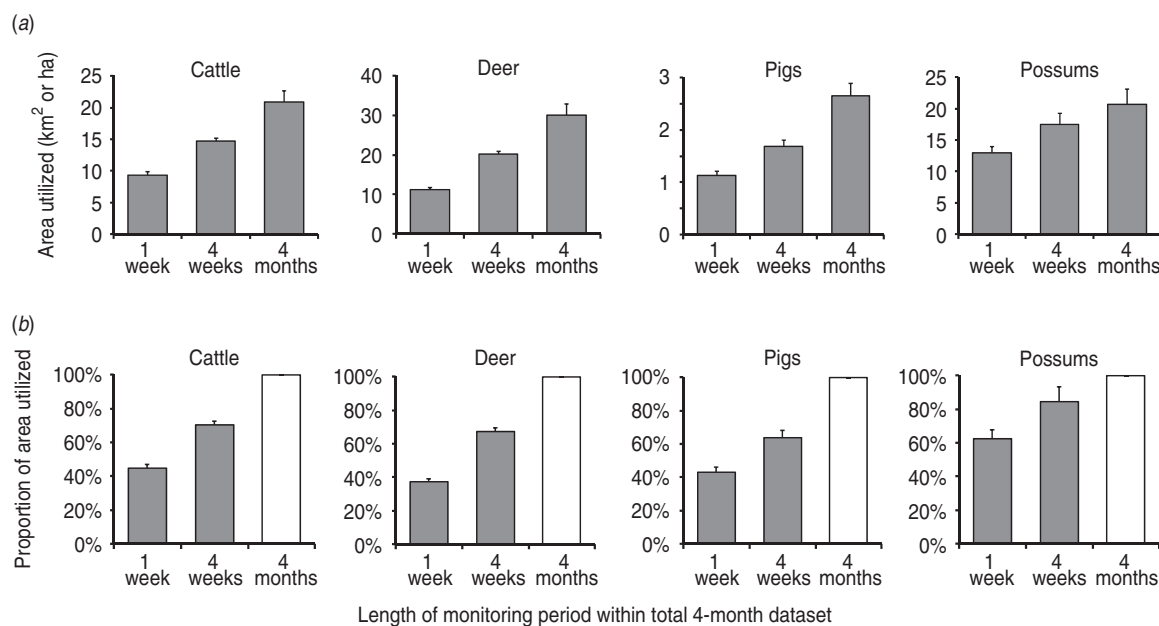 (a)
Area utilized (km² or ha)
Cattle
25
20
15
10
5
0
1 week
4 weeks
4 months
Deer
40
30
20
10
0
1 week
4 weeks
4 months
Pigs
3
2
1
0
1 week
4 weeks
4 months
Possums
25
20
15
10
5
0
1 week
4 weeks
4 months
(b)
Proportion of area utilized
Cattle
100%
80%
60%
40%
20%
0%
1 week
4 weeks
4 months
Deer
100%
80%
60%
40%
20%
0%
1 week
4 weeks
4 months
Pigs
100%
80%
60%
40%
20%
0%
1 week
4 weeks
4 months
Possums
100%
80%
60%
40%
20%
0%
1 week
4 weeks
4 months
Length of monitoring period within total 4-month dataset